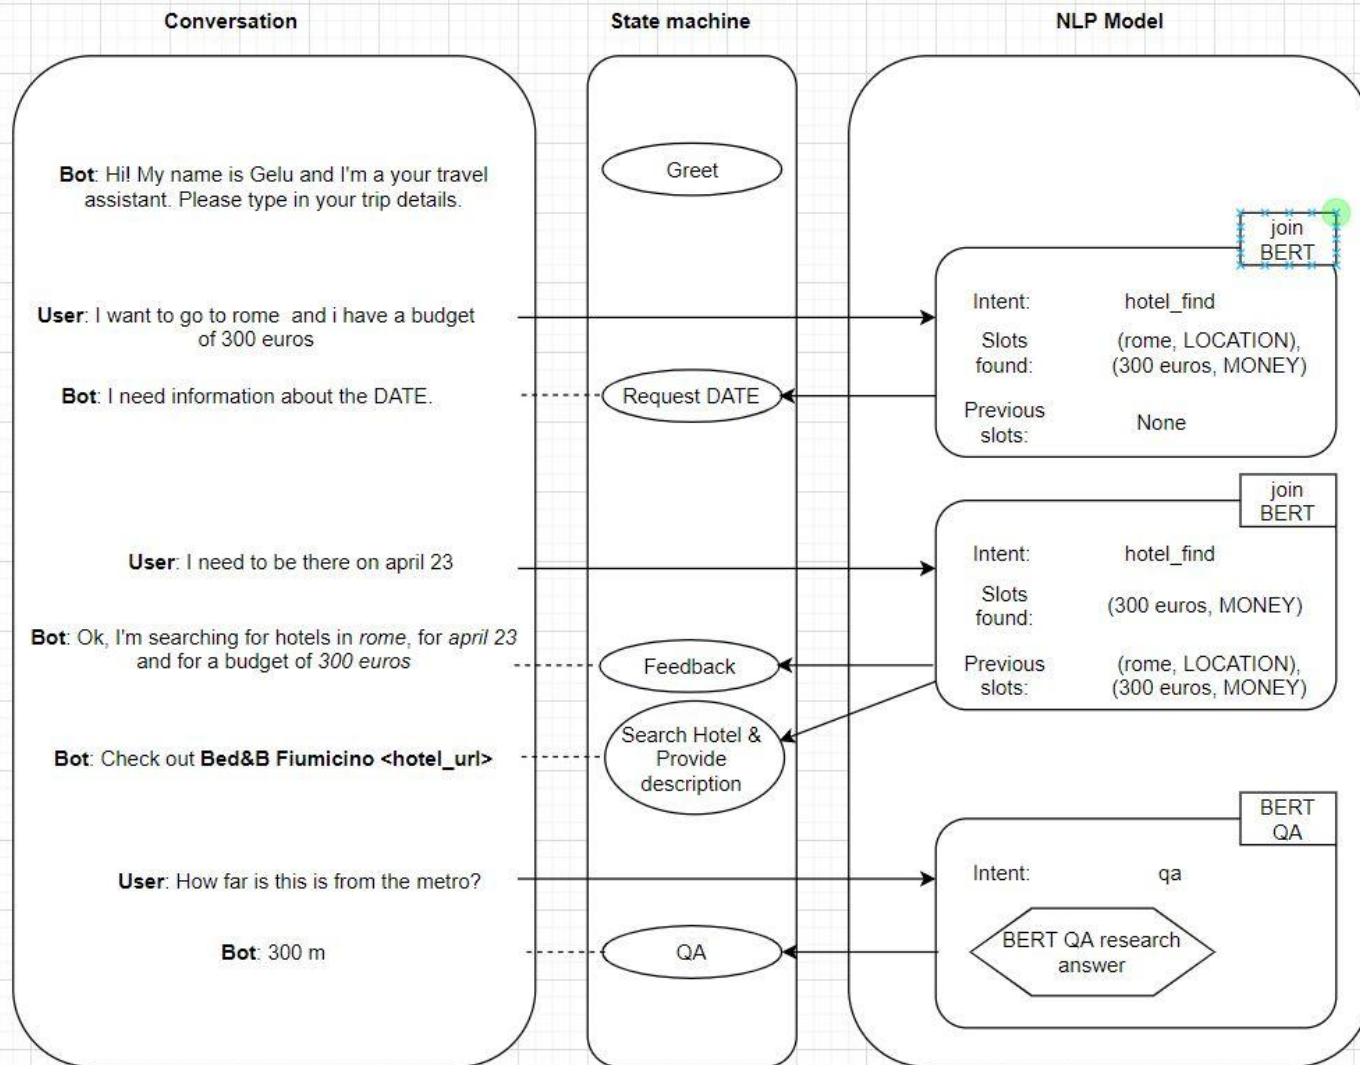 Conversation
State machine
NLP Model
Bot: Hi! My name is Gelu and I'm a your travel
assistant. Please type in your trip details.
Greet
join
BERT
User: I want to go to rome and i have a budget
of 300 euros
Intent: hotel_find
Slots
found:
(rome, LOCATION),
(300 euros, MONEY)
Previous
slots:
None
Bot: I need information about the DATE.
Request DATE
join
BERT
User: I need to be there on april 23
Intent: hotel_find
Slots
found:
(300 euros, MONEY)
Previous
slots:
(rome, LOCATION),
(300 euros, MONEY)
Bot: Ok, I'm searching for hotels in rome, for april 23
and for a budget of 300 euros
Feedback
Bot: Check out Bed&B Fiumicino <hotel_url>
Search Hotel &
Provide
description
BERT
QA
User: How far is this is from the metro?
Intent: qa
BERT QA research
answer
Bot: 300 m
QA